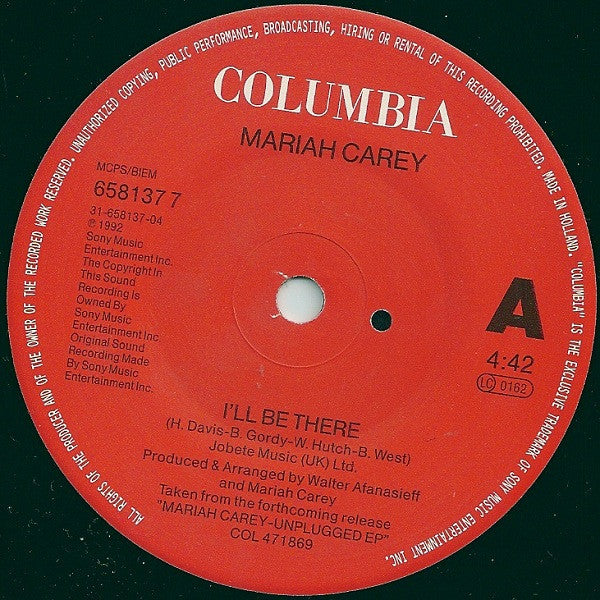 ALL RIGHTS OF THE PRODUCER AND OF THE OWNER OF THE RECORDED WORK RESERVED. UNAUTHORIZED COPYING, PUBLIC PERFORMANCE, BROADCASTING, HIRING OR RENTAL OF THIS RECORDING PROHIBITED. MADE IN HOLLAND. "COLUMBIA" IS THE EXCLUSIVE TRADEMARK OF SONY MUSIC ENTERTAINMENT INC.
COLUMBIA
MARIAH CAREY
MCPS/BIEM
658137 7
31-658137-04
℗ 1992
Sony Music
Entertainment Inc.
The Copyright In
This Sound
Recording Is
Owned By
Sony Music
Entertainment Inc
Original Sound
Recording Made
By Sony Music
Entertainment Inc.
A
4:42
LC 0162
I'LL BE THERE
(H. Davis-B. Gordy-W. Hutch-B. West)
Jobete Music (UK) Ltd.
Produced & Arranged by Walter Afanasieff
and Mariah Carey
Taken from the forthcoming release
"MARIAH CAREY-UNPLUGGED EP"
COL 471869